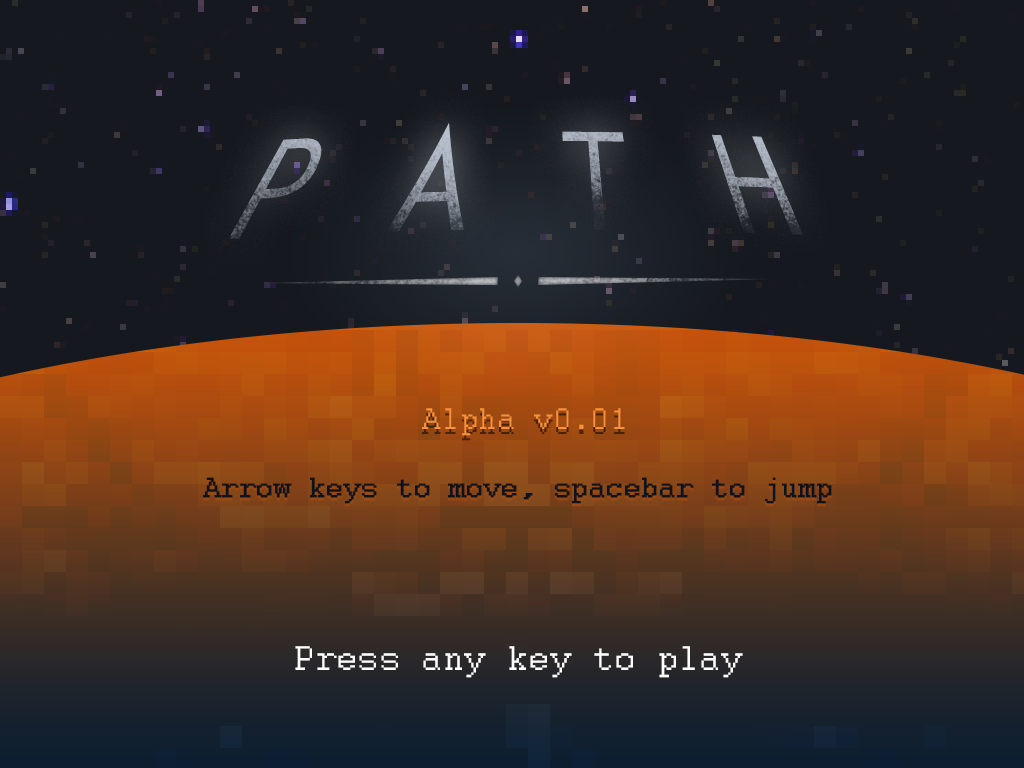 PATH
Alpha v0.01
Arrow keys to move, spacebar to jump
Press any key to play